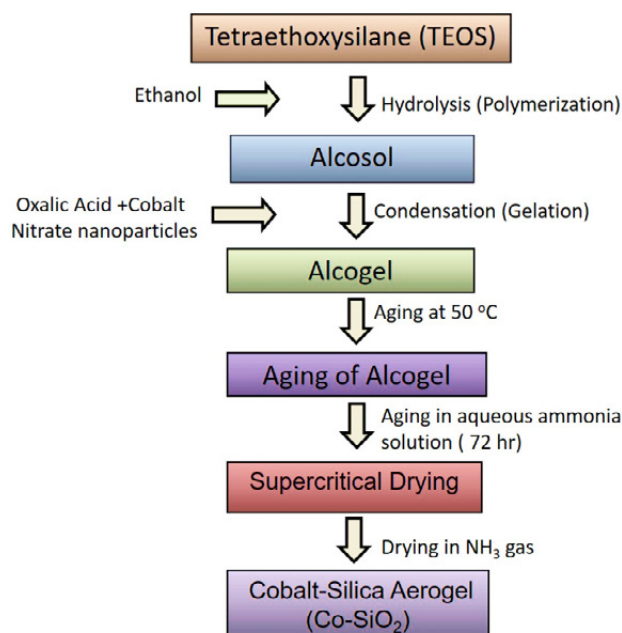 Tetraethoxysilane (TEOS)
Ethanol
Hydrolysis (Polymerization)
Alcosol
Oxalic Acid +Cobalt
Nitrate nanoparticles
Condensation (Gelation)
Alcogel
Aging at 50 °C
Aging of Alcogel
Aging in aqueous ammonia
solution ( 72 hr)
Supercritical Drying
Drying in NH₃ gas
Cobalt-Silica Aerogel
(Co-SiO₂)